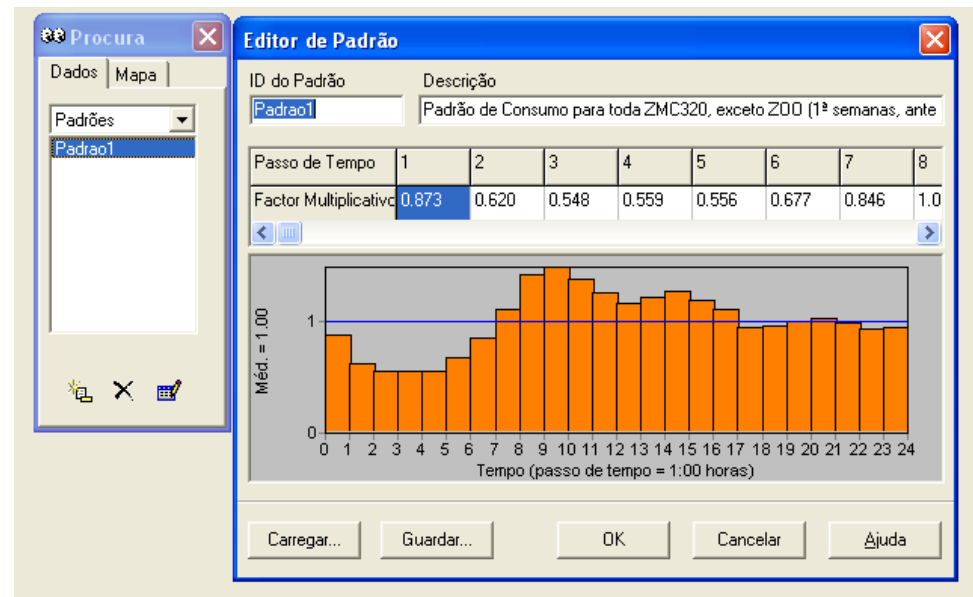 Procura
Dados Mapa
Padrões
Padrao1
Editor de Padrão
ID do Padrão Descrição
Padrao1 Padrão de Consumo para toda ZMC320, exceto ZOO (1ª semanas, ante
Passo de Tempo 1 2 3 4 5 6 7 8
Factor Multiplicativo 0.873 0.620 0.548 0.559 0.556 0.677 0.846 1.0
Méd. = 1.00
1
0
0 1 2 3 4 5 6 7 8 9 10 11 12 13 14 15 16 17 18 19 20 21 22 23 24
Tempo (passo de tempo = 1:00 horas)
Carregar... Guardar... OK Cancelar Ajuda